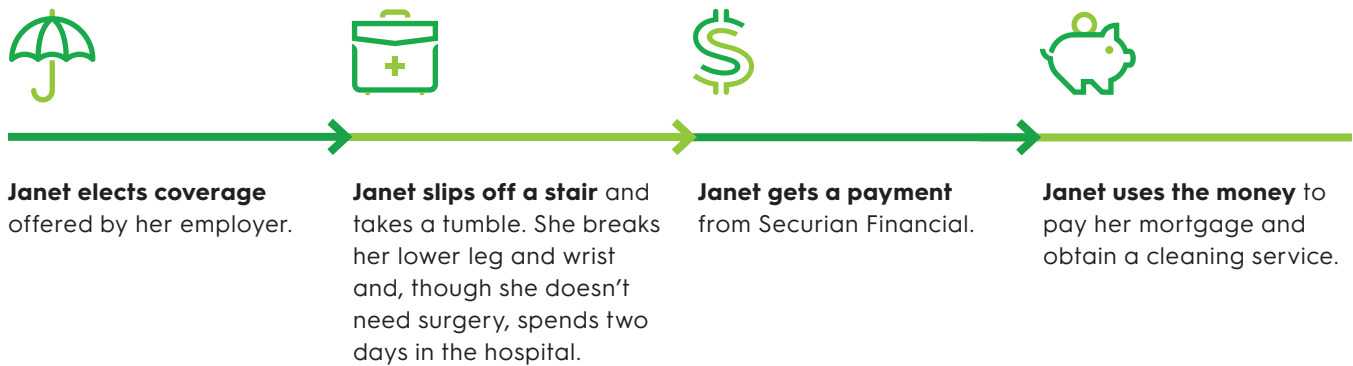 Janet elects coverage
offered by her employer.
Janet slips off a stair and
takes a tumble. She breaks
her lower leg and wrist
and, though she doesn’t
need surgery, spends two
days in the hospital.
Janet gets a payment
from Securian Financial.
Janet uses the money to
pay her mortgage and
obtain a cleaning service.